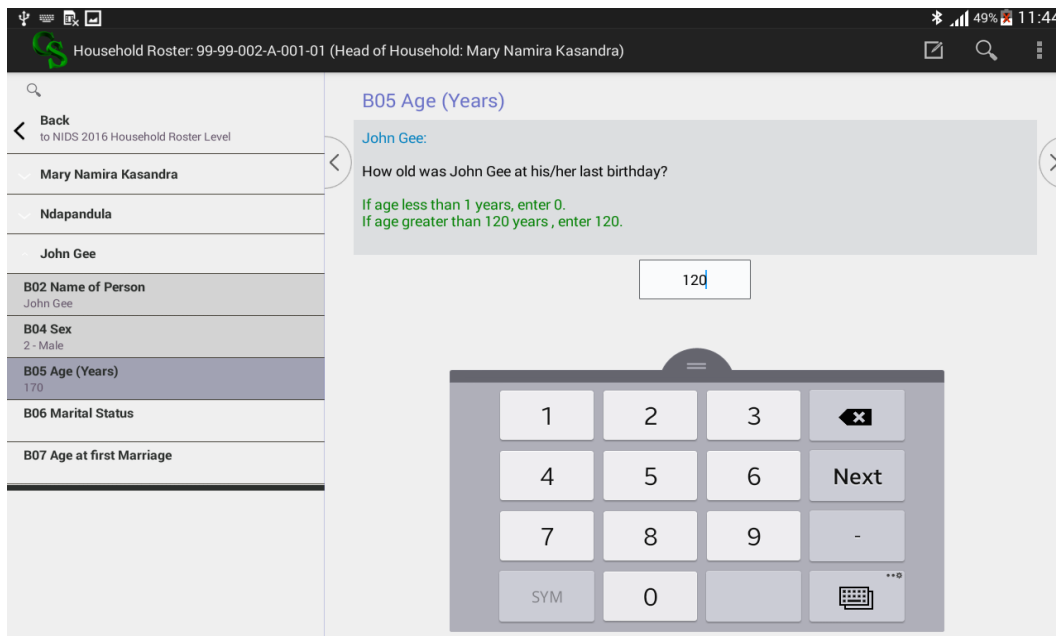 49% 11:44
CS Household Roster: 99-99-002-A-001-01 (Head of Household: Mary Namira Kasandra)
Back
to NIDS 2016 Household Roster Level
Mary Namira Kasandra
Ndapandula
John Gee
B02 Name of Person
John Gee
B04 Sex
2 - Male
B05 Age (Years)
170
B06 Marital Status
B07 Age at first Marriage
B05 Age (Years)
John Gee:
How old was John Gee at his/her last birthday?
If age less than 1 years, enter 0.
If age greater than 120 years , enter 120.
120
1 2 3
4 5 6 Next
7 8 9 -
SYM 0